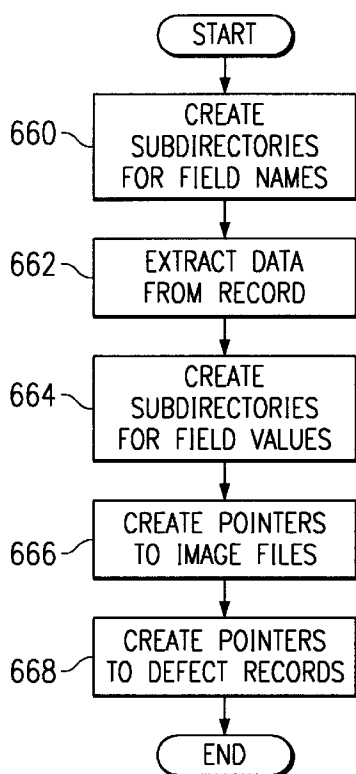 START
660
CREATE
SUBDIRECTORIES
FOR FIELD NAMES
662
EXTRACT DATA
FROM RECORD
664
CREATE
SUBDIRECTORIES
FOR FIELD VALUES
666
CREATE POINTERS
TO IMAGE FILES
668
CREATE POINTERS
TO DEFECT RECORDS
END